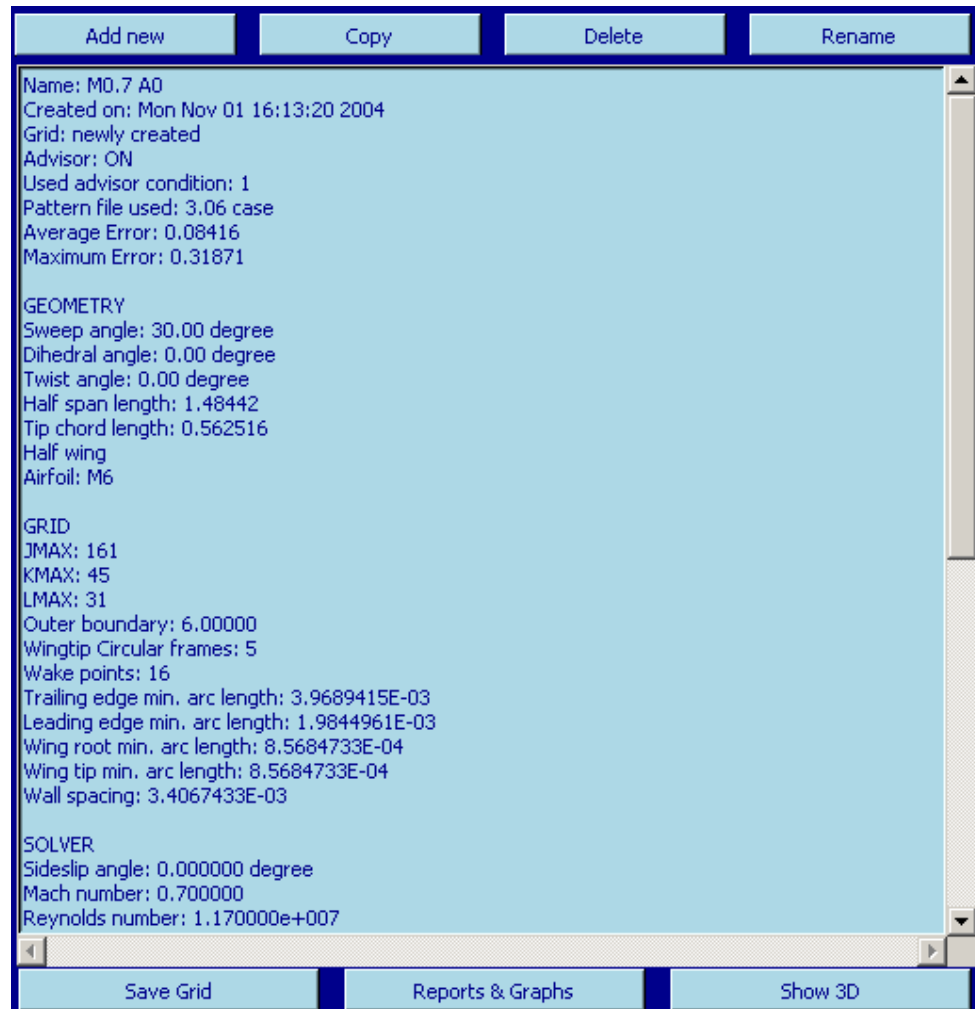 Add new Copy Delete Rename
Name: M0.7 A0
Created on: Mon Nov 01 16:13:20 2004
Grid: newly created
Advisor: ON
Used advisor condition: 1
Pattern file used: 3.06 case
Average Error: 0.08416
Maximum Error: 0.31871
GEOMETRY
Sweep angle: 30.00 degree
Dihedral angle: 0.00 degree
Twist angle: 0.00 degree
Half span length: 1.48442
Tip chord length: 0.562516
Half wing
Airfoil: M6
GRID
JMAX: 161
KMAX: 45
LMAX: 31
Outer boundary: 6.00000
Wingtip Circular frames: 5
Wake points: 16
Trailing edge min. arc length: 3.9689415E-03
Leading edge min. arc length: 1.9844961E-03
Wing root min. arc length: 8.5684733E-04
Wing tip min. arc length: 8.5684733E-04
Wall spacing: 3.4067433E-03
SOLVER
Sideslip angle: 0.000000 degree
Mach number: 0.700000
Reynolds number: 1.170000e+007
Save Grid Reports & Graphs Show 3D